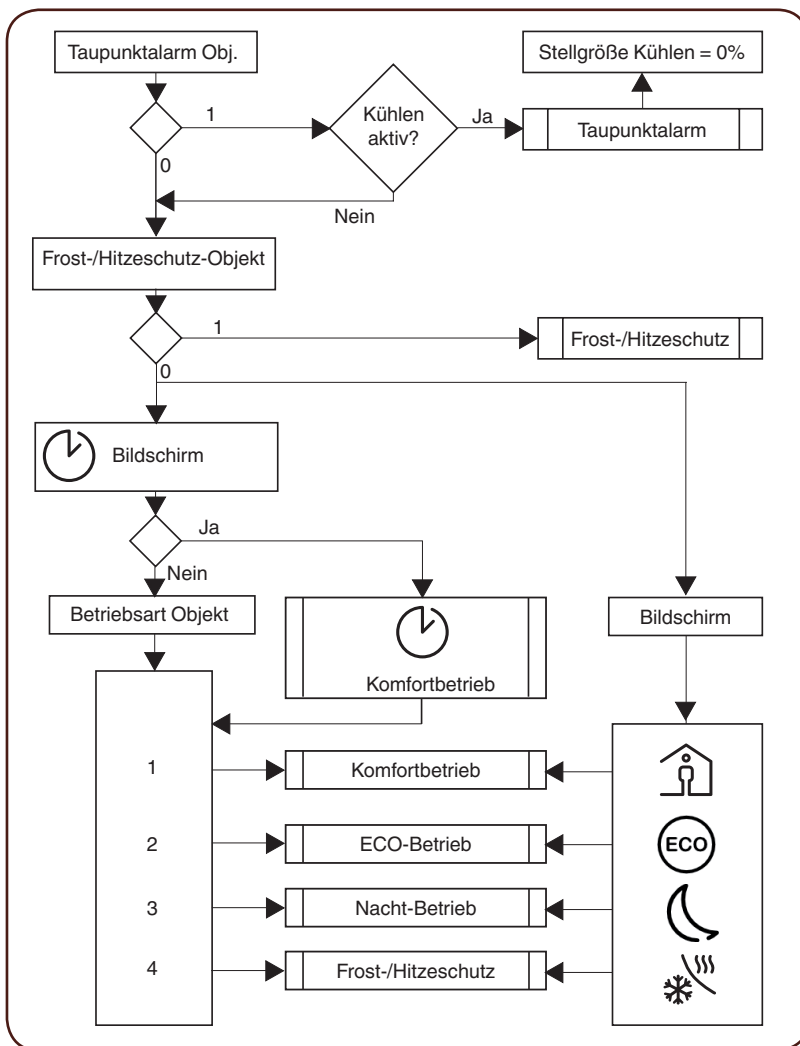 Taupunktalarm Obj.
Stellgröße Kühlen = 0%
1
Kühlen
aktiv?
Ja
Taupunktalarm
0
Nein
Frost-/Hitzeschutz-Objekt
1
Frost-/Hitzeschutz
0
Bildschirm
Ja
Nein
Betriebsart Objekt
Bildschirm
Komfortbetrieb
1
Komfortbetrieb
2
ECO-Betrieb
ECO
3
Nacht-Betrieb
4
Frost-/Hitzeschutz